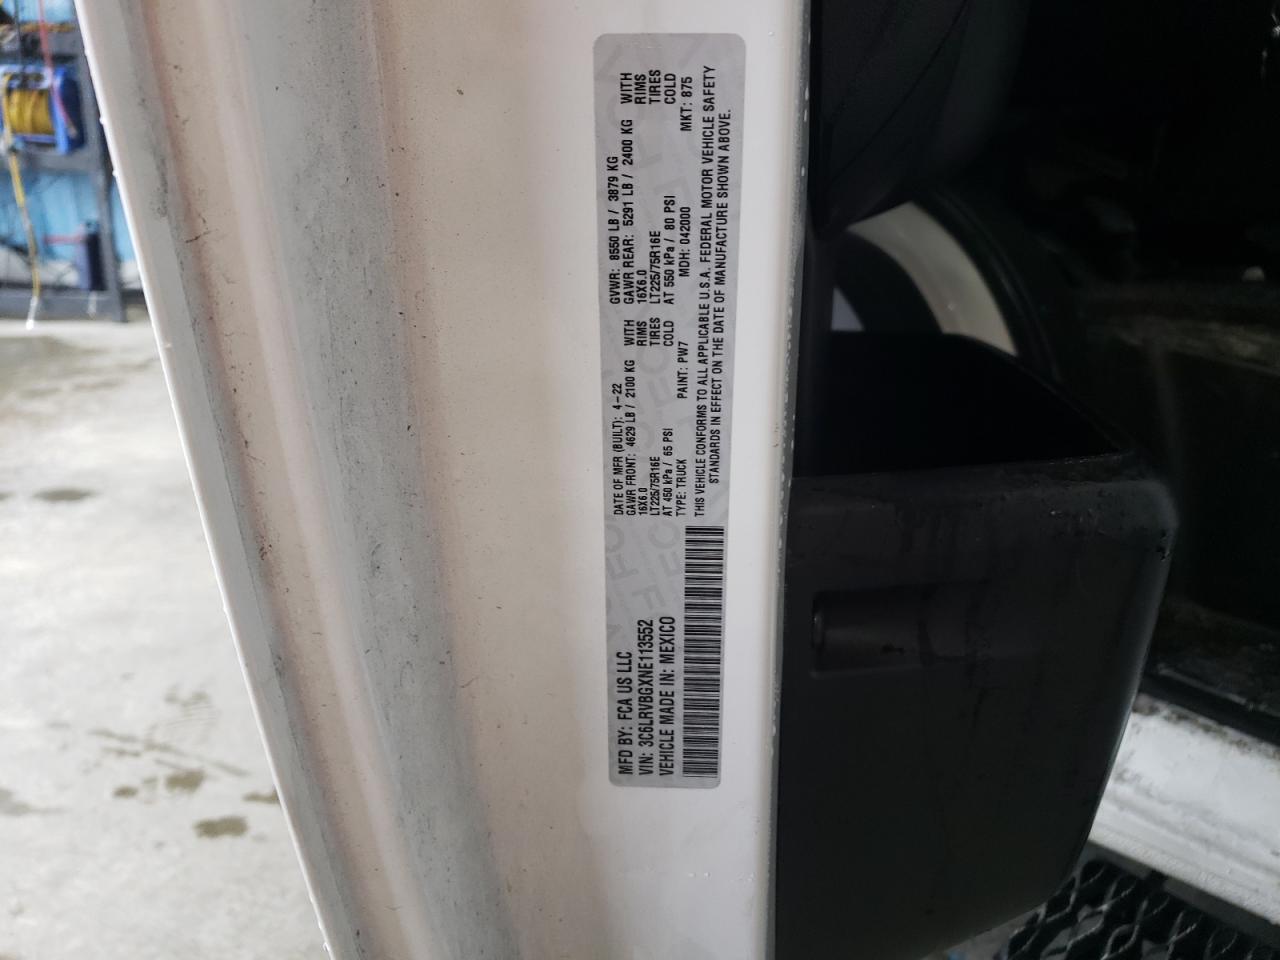 MFD BY: FCA US LLC
VIN: 3C6LRVBGXNE113552
VEHICLE MADE IN: MEXICO
DATE OF MFR (BUILT): 4-22 GVWR: 8550 LB / 3879 KG
GAWR FRONT: 4629 LB / 2100 KG WITH GAWR REAR: 5291 LB / 2400 KG WITH
16X6.0 RIMS 16X6.0 RIMS
LT225/75R16E TIRES LT225/75R16E TIRES
AT 450 kPa / 65 PSI COLD AT 550 kPa / 80 PSI COLD
TYPE: TRUCK PAINT: PW7 MDH: 042000 MKT: 875
THIS VEHICLE CONFORMS TO ALL APPLICABLE U.S.A. FEDERAL MOTOR VEHICLE SAFETY
STANDARDS IN EFFECT ON THE DATE OF MANUFACTURE SHOWN ABOVE.